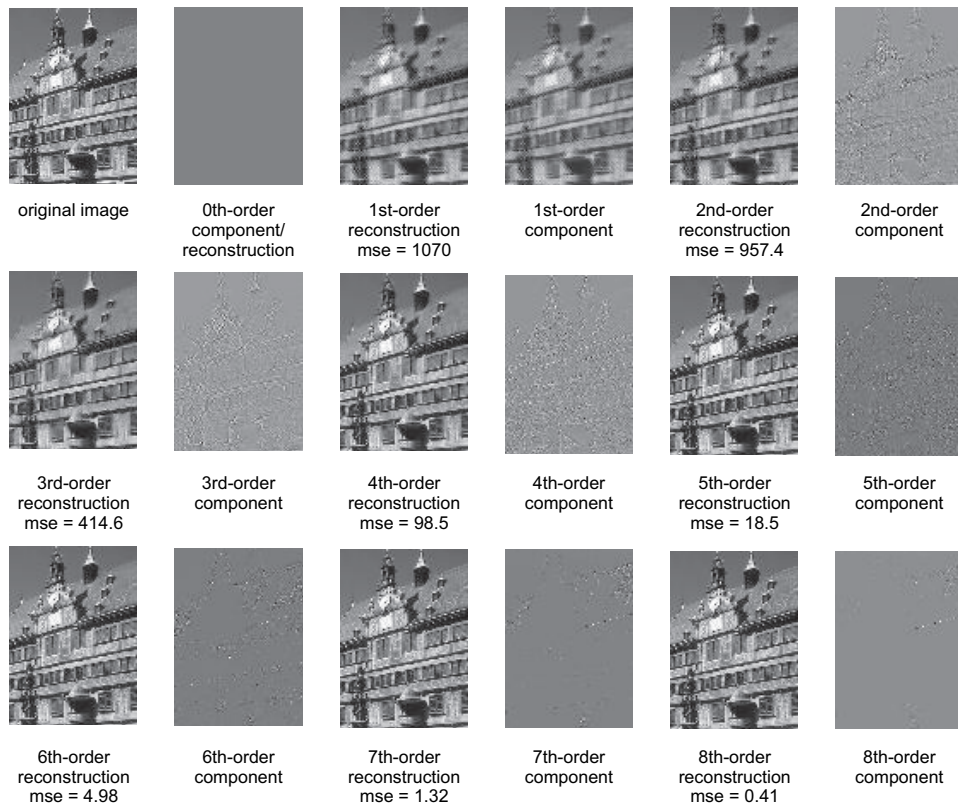 original image
0th-order
component/
reconstruction
1st-order
reconstruction
mse = 1070
1st-order
component
2nd-order
reconstruction
mse = 957.4
2nd-order
component
3rd-order
reconstruction
mse = 414.6
3rd-order
component
4th-order
reconstruction
mse = 98.5
4th-order
component
5th-order
reconstruction
mse = 18.5
5th-order
component
6th-order
reconstruction
mse = 4.98
6th-order
component
7th-order
reconstruction
mse = 1.32
7th-order
component
8th-order
reconstruction
mse = 0.41
8th-order
component